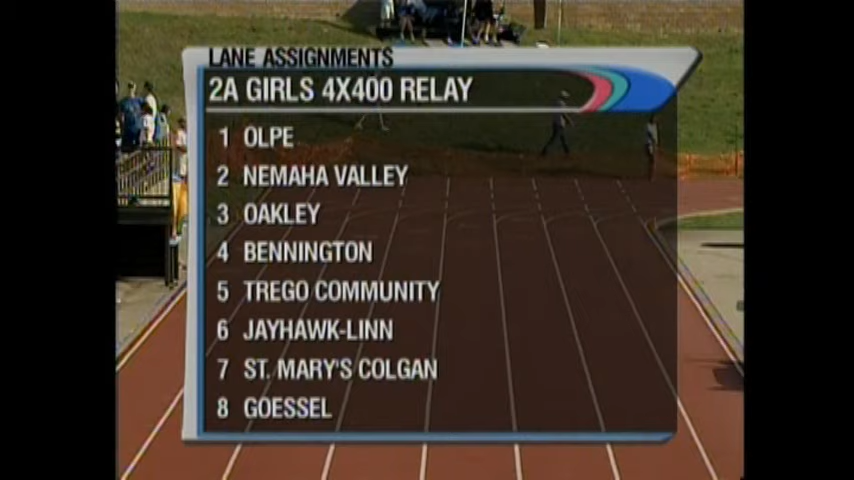 LANE ASSIGNMENTS
2A GIRLS 4X400 RELAY
1 OLPE
2 NEMAHA VALLEY
3 OAKLEY
4 BENNINGTON
5 TREGO COMMUNITY
6 JAYHAWK-LINN
7 ST. MARY'S COLGAN
8 GOESSEL